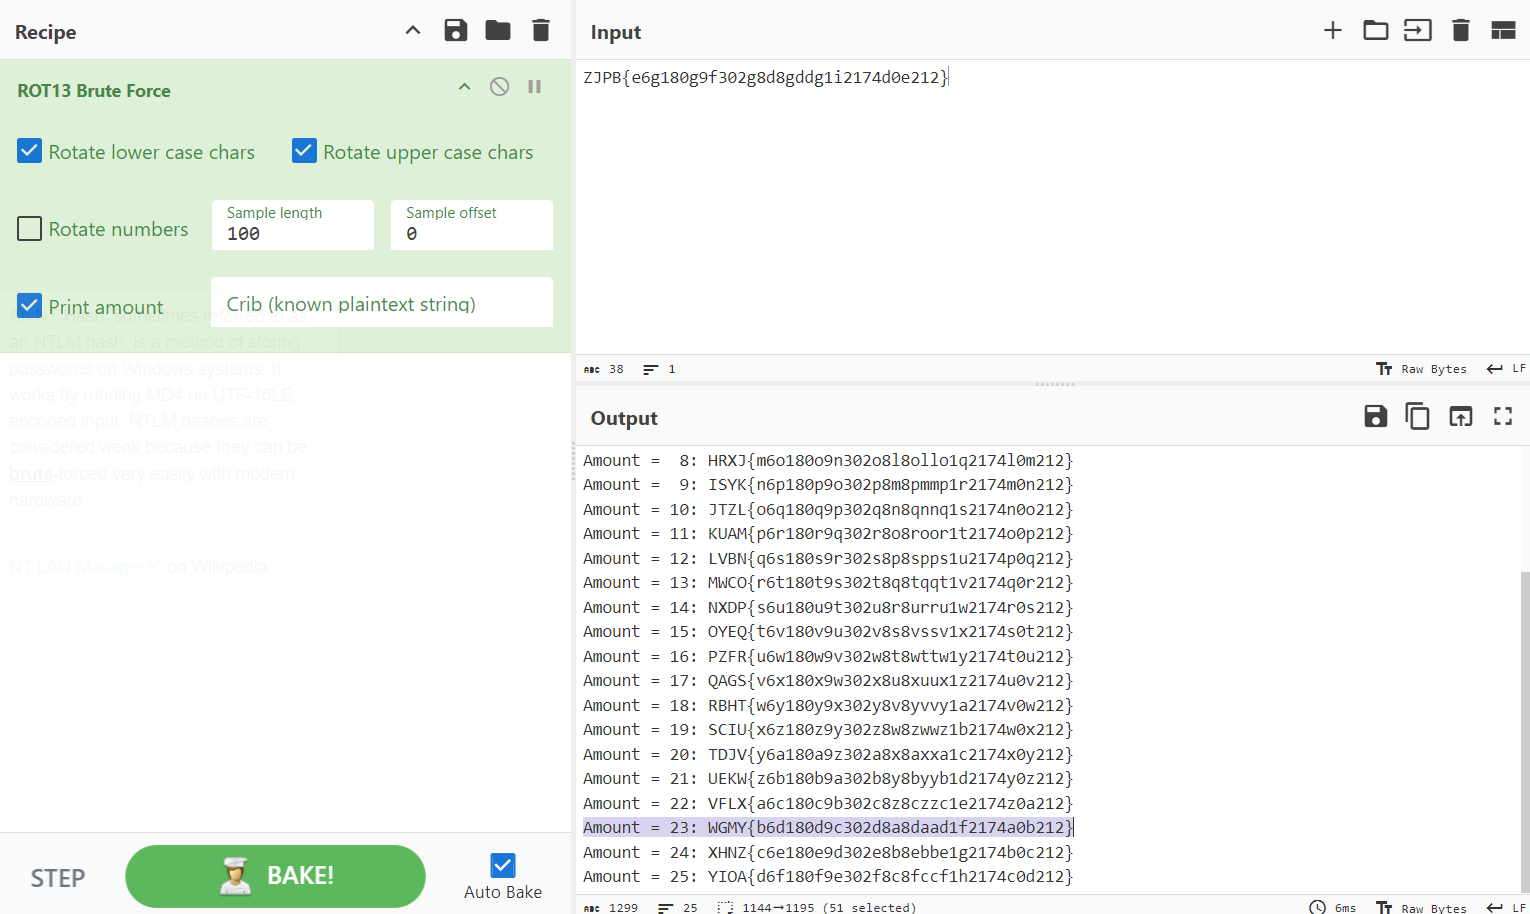 Recipe
ROT13 Brute Force
Rotate lower case chars
Rotate upper case chars
Rotate numbers
Sample length
100
Sample offset
0
Print amount
Crib (known plaintext string)
An NT Hash, sometimes referred to as
an NTLM hash, is a method of storing
passwords on Windows systems. It
works by running MD4 on UTF-16LE
encoded input. NTLM hashes are
considered weak because they can be
brute-forced very easily with modern
hardware.
NT LAN Manager on Wikipedia
STEP
BAKE!
Auto Bake
Input
ZJPB{e6g180g9f302g8d8gddg1i2174d0e212}
ABC 38 1
Raw Bytes LF
Output
Amount =  8: HRXJ{m6o180o9n302o8l8ollo1q2174l0m212}
Amount =  9: ISYK{n6p180p9o302p8m8pmmp1r2174m0n212}
Amount = 10: JTZL{o6q180q9p302q8n8qnnq1s2174n0o212}
Amount = 11: KUAM{p6r180r9q302r8o8roor1t2174o0p212}
Amount = 12: LVBN{q6s180s9r302s8p8spps1u2174p0q212}
Amount = 13: MWCO{r6t180t9s302t8q8tqqt1v2174q0r212}
Amount = 14: NXDP{s6u180u9t302u8r8urru1w2174r0s212}
Amount = 15: OYEQ{t6v180v9u302v8s8vssv1x2174s0t212}
Amount = 16: PZFR{u6w180w9v302w8t8wttw1y2174t0u212}
Amount = 17: QAGS{v6x180x9w302x8u8xuux1z2174u0v212}
Amount = 18: RBHT{w6y180y9x302y8v8yvvy1a2174v0w212}
Amount = 19: SCIU{x6z180z9y302z8w8zwwz1b2174w0x212}
Amount = 20: TDJV{y6a180a9z302a8x8axxa1c2174x0y212}
Amount = 21: UEKW{z6b180b9a302b8y8byyb1d2174y0z212}
Amount = 22: VFLX{a6c180c9b302c8z8czzc1e2174z0a212}
Amount = 23: WGMY{b6d180d9c302d8a8daad1f2174a0b212}
Amount = 24: XHNZ{c6e180e9d302e8b8ebbe1g2174b0c212}
Amount = 25: YIOA{d6f180f9e302f8c8fccf1h2174c0d212}
ABC 1299 25 1144→1195 (51 selected)
6ms Raw Bytes LF